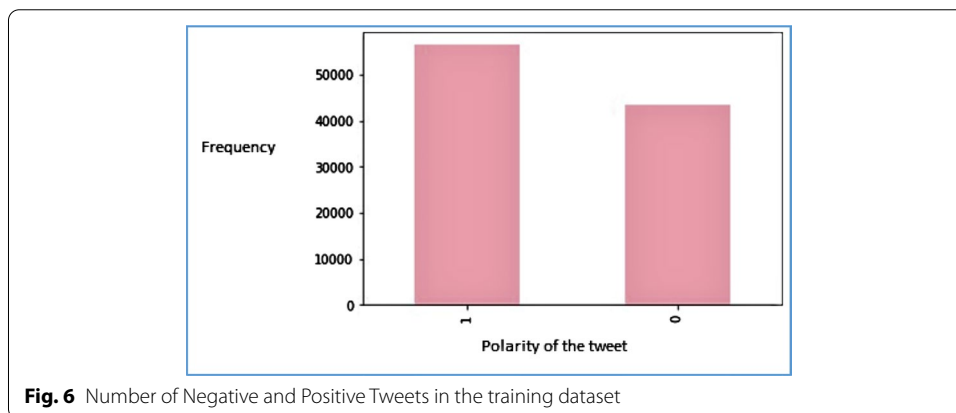 50000
40000
Frequency
30000
20000
10000
0
1 0
Polarity of the tweet
Fig. 6 Number of Negative and Positive Tweets in the training dataset